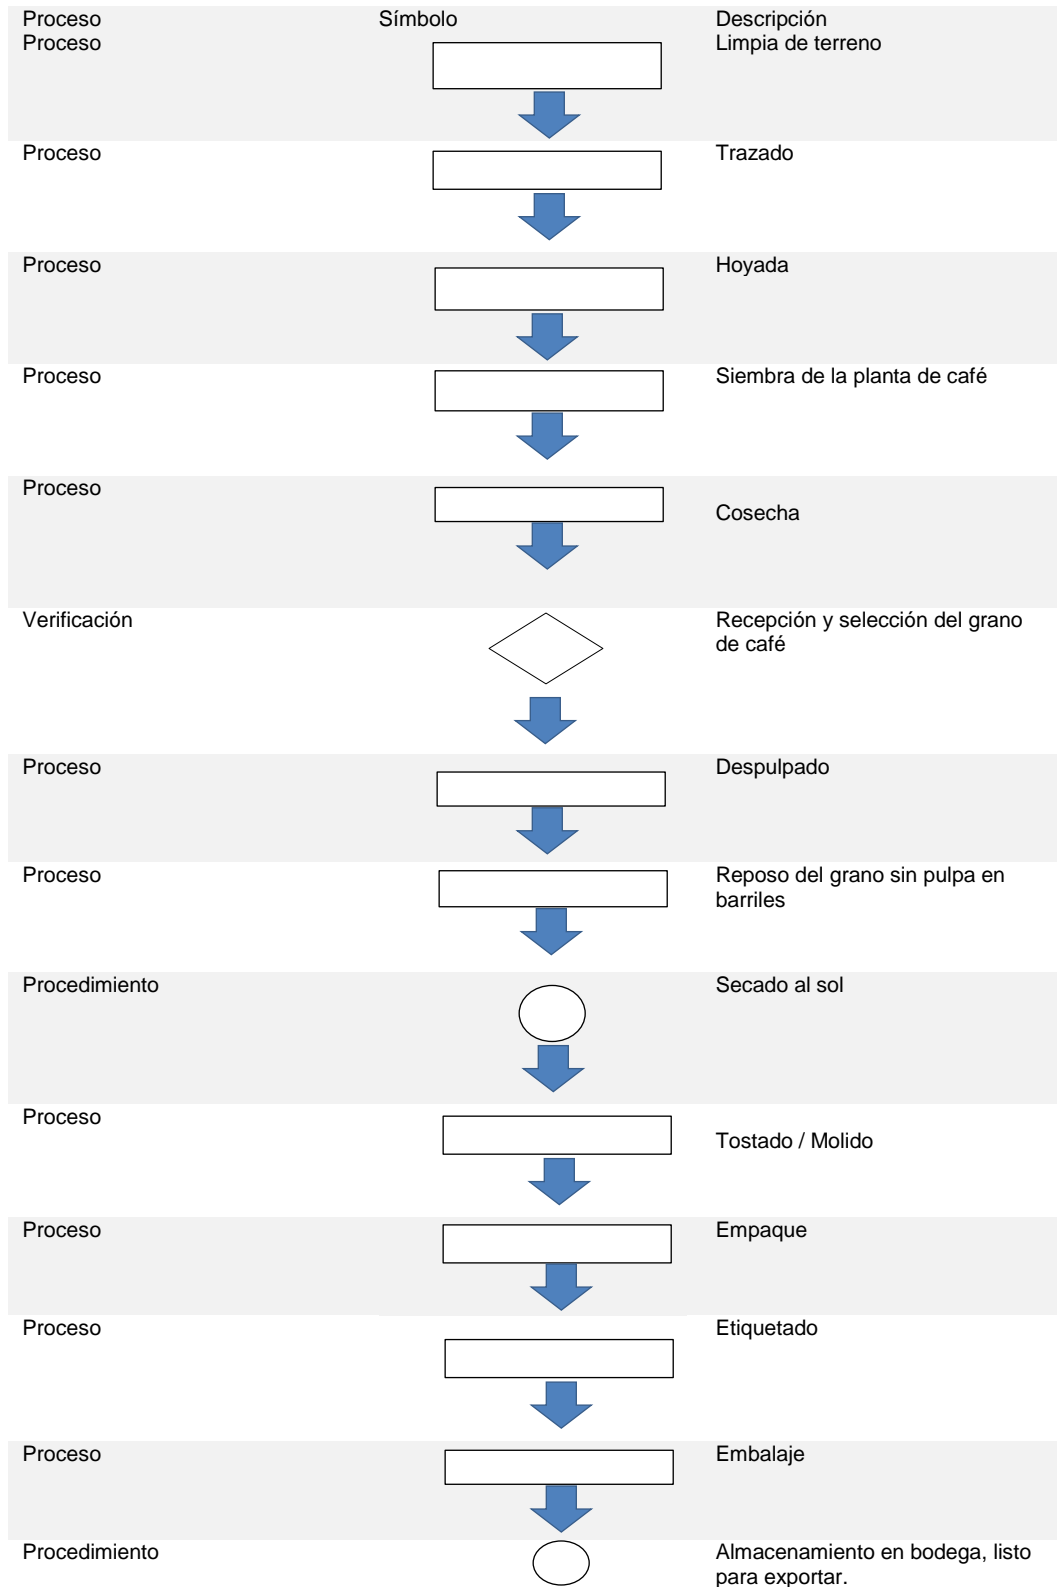 Proceso Símbolo Descripción
Proceso Limpia de terreno
Proceso Trazado
Proceso Hoyada
Proceso Siembra de la planta de café
Proceso
Cosecha
Verificación Recepción y selección del grano
de café
Proceso Despulpado
Proceso Reposo del grano sin pulpa en
barriles
Procedimiento Secado al sol
Proceso
Tostado / Molido
Proceso Empaque
Proceso Etiquetado
Proceso Embalaje
Procedimiento Almacenamiento en bodega, listo
para exportar.